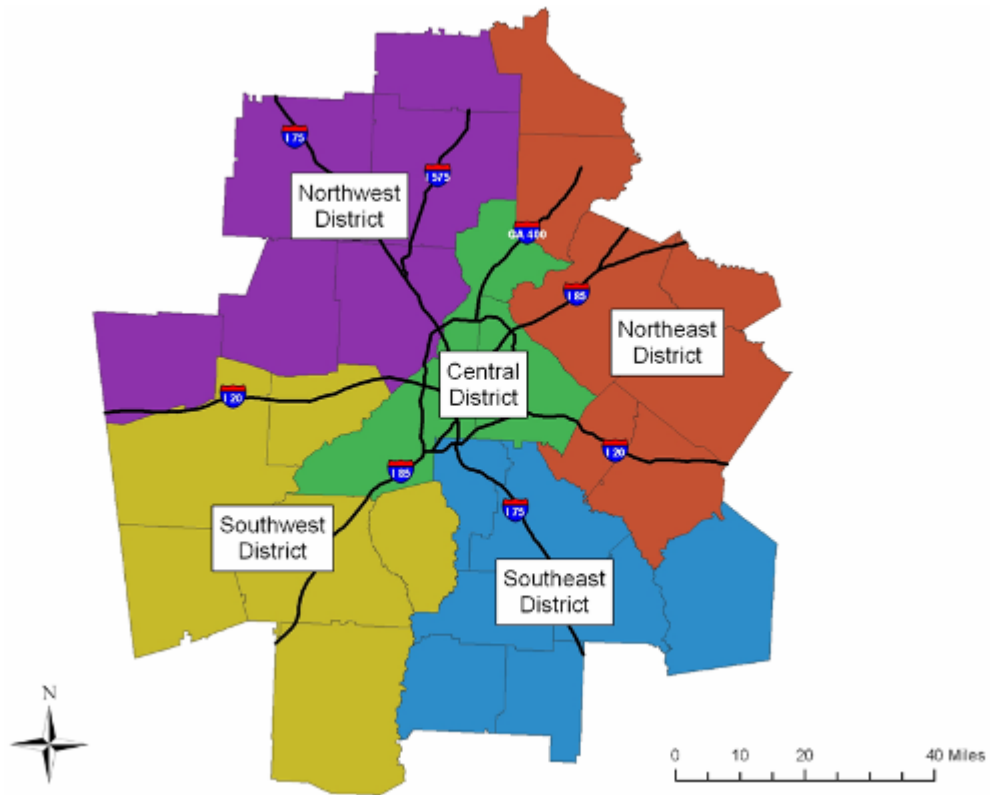 I 75
I 575
Northwest
District
GA 400
I 85
Northeast
District
Central
District
I 20
I 20
I 85
I 75
Southwest
District
Southeast
District
N
0 10 20 40 Miles